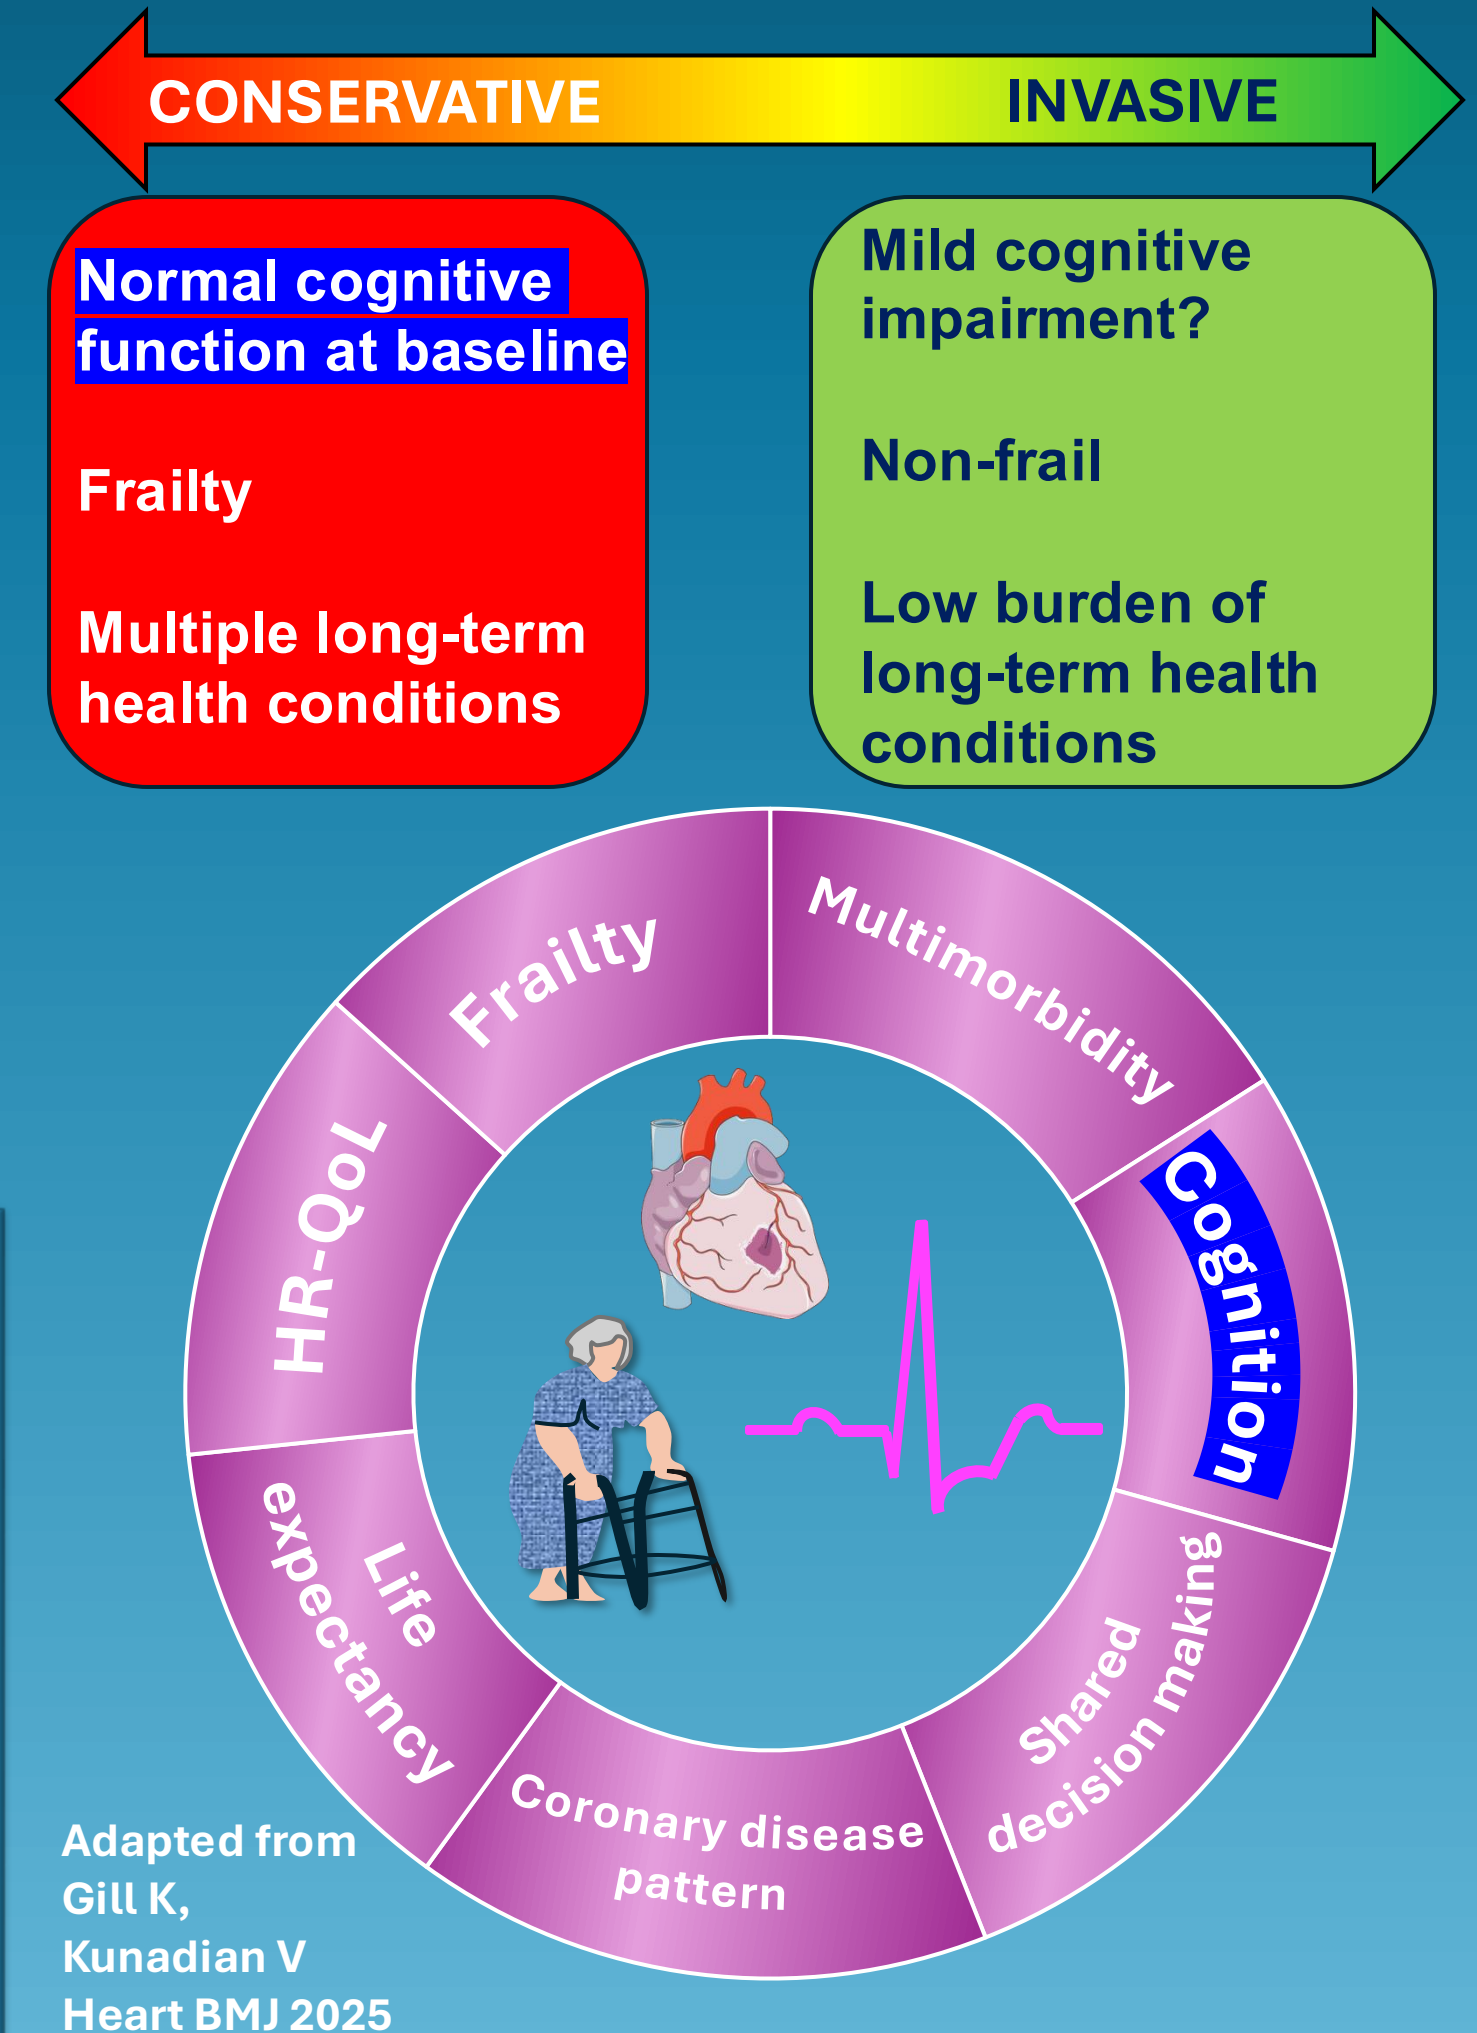 CONSERVATIVE
INVASIVE
Normal cognitive
function at baseline
Frailty
Multiple long-term
health conditions
Mild cognitive
impairment?
Non-frail
Low burden of
long-term health
conditions
Frailty
Multimorbidity
Cognition
Shared
decision making
Coronary disease
pattern
Life
expectancy
HR-QoL
Adapted from
Gill K,
Kunadian V
Heart BMJ 2025